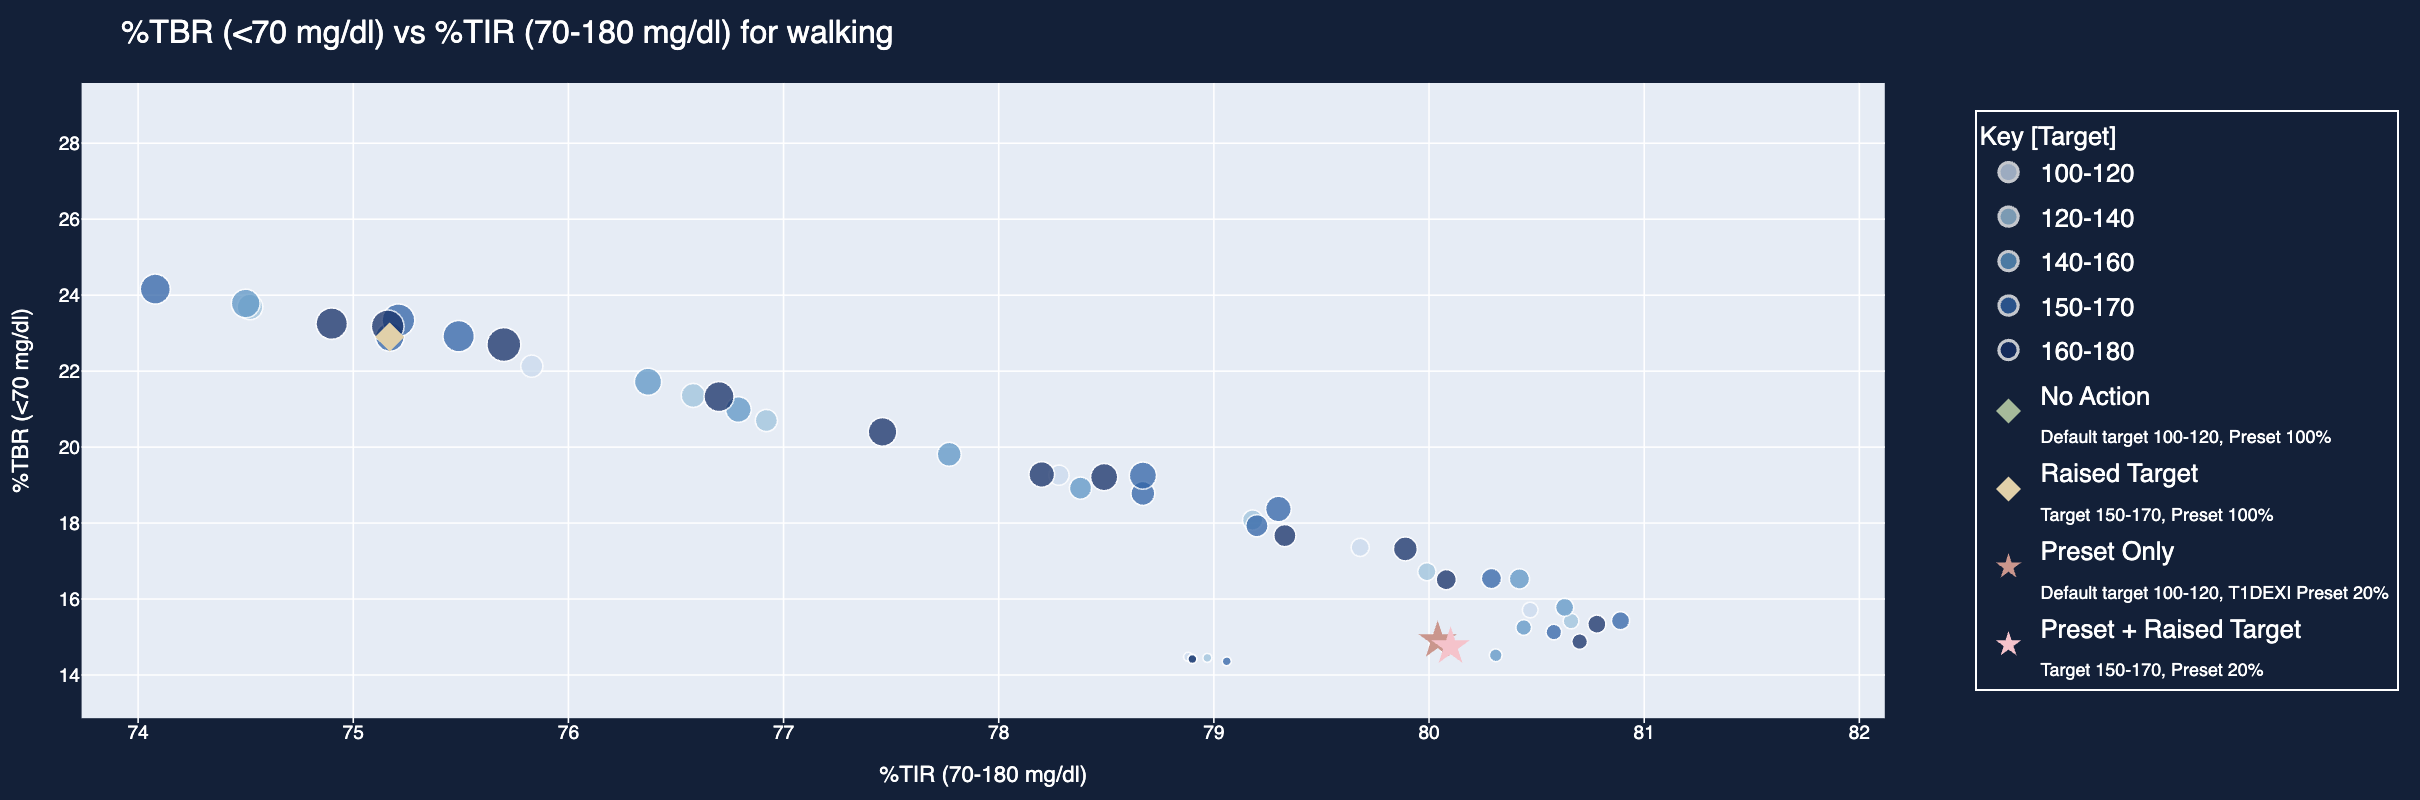 %TBR (<70 mg/dl) vs %TIR (70-180 mg/dl) for walking
%TBR (<70 mg/dl)
28
26
24
22
20
18
16
14
74 75 76 77 78 79 80 81 82
%TIR (70-180 mg/dl)
Key [Target]
100-120
120-140
140-160
150-170
160-180
No Action
Default target 100-120, Preset 100%
Raised Target
Target 150-170, Preset 100%
Preset Only
Default target 100-120, T1DEXI Preset 20%
Preset + Raised Target
Target 150-170, Preset 20%